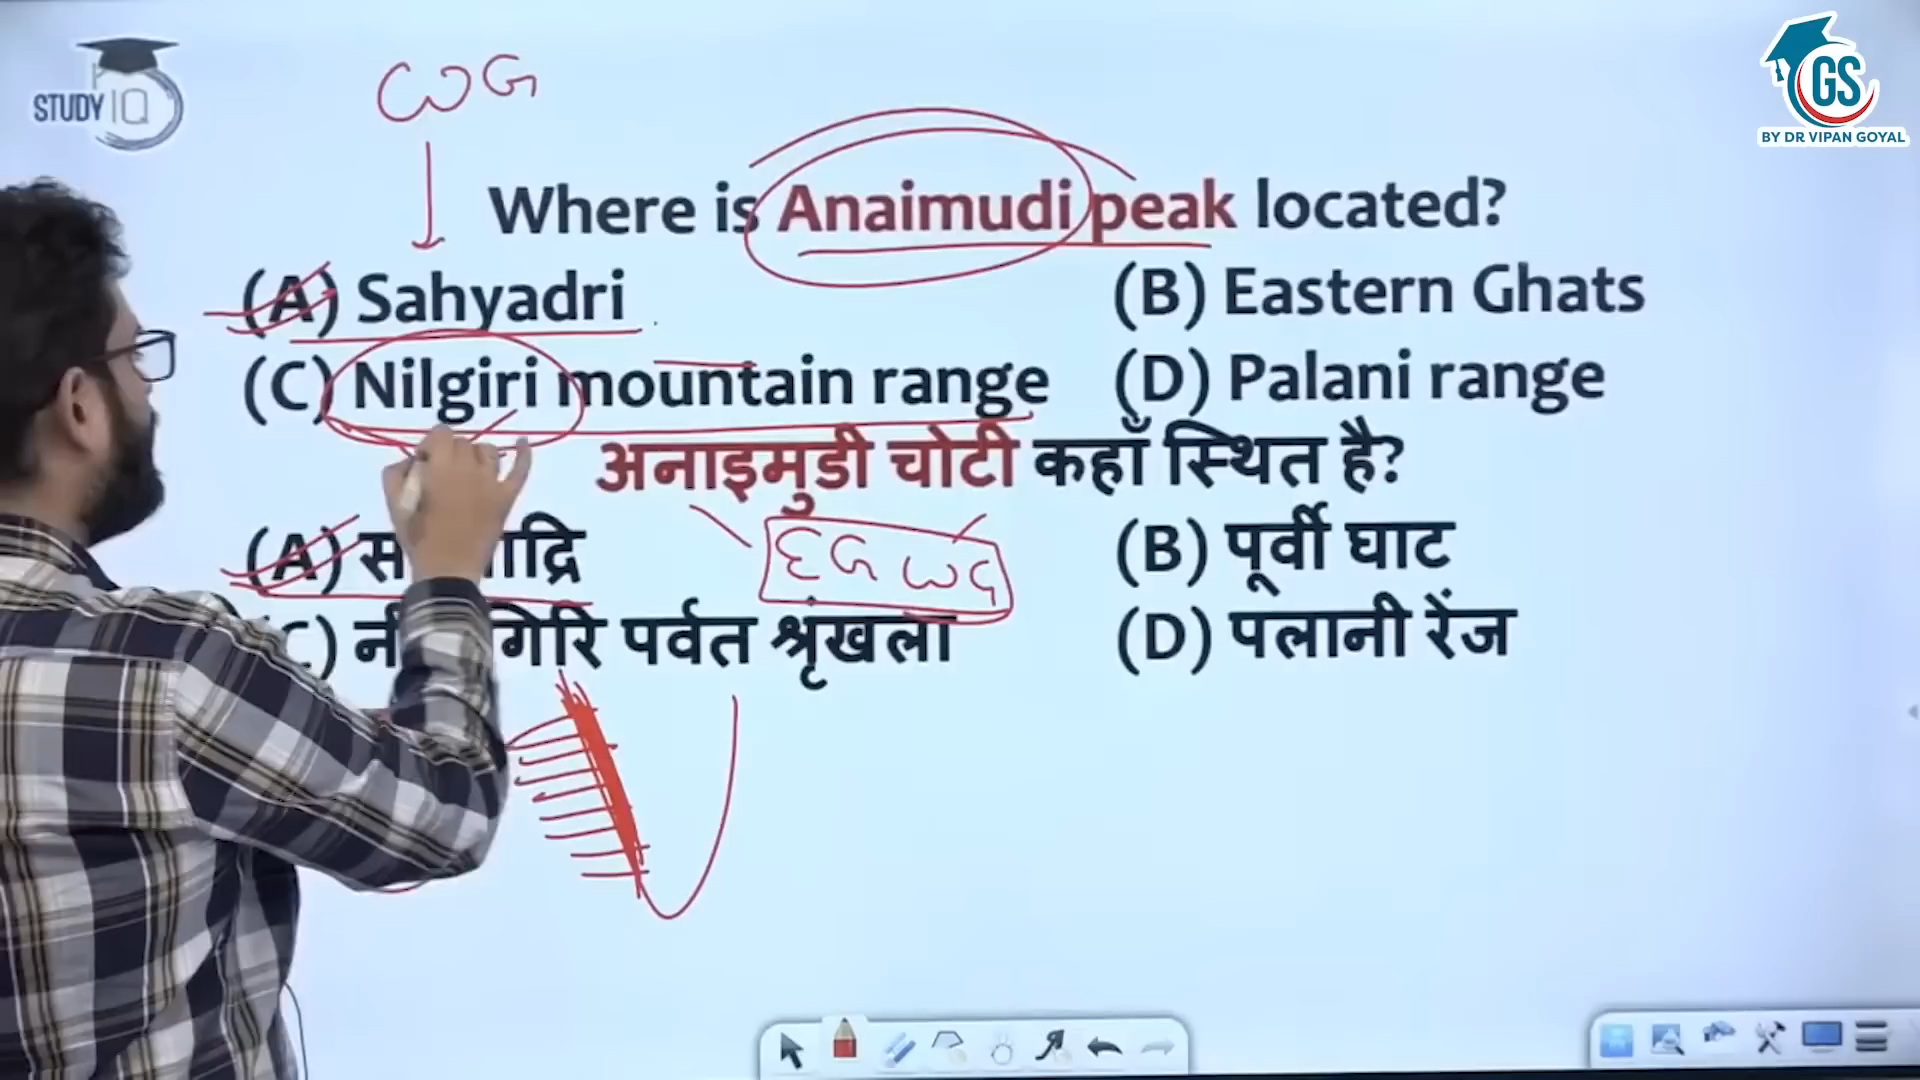 STUDY IQ
GS
BY DR VIPAN GOYAL
WG
Where is Anaimudi peak located?
(A) Sahyadri (B) Eastern Ghats
(C) Nilgiri mountain range (D) Palani range
अनाइमुडी चोटी कहाँ स्थित है?
(A) स ाद्रि (B) पूर्वी घाट
EG WG
C) नी गिरि पर्वत श्रृंखला (D) पलानी रेंज